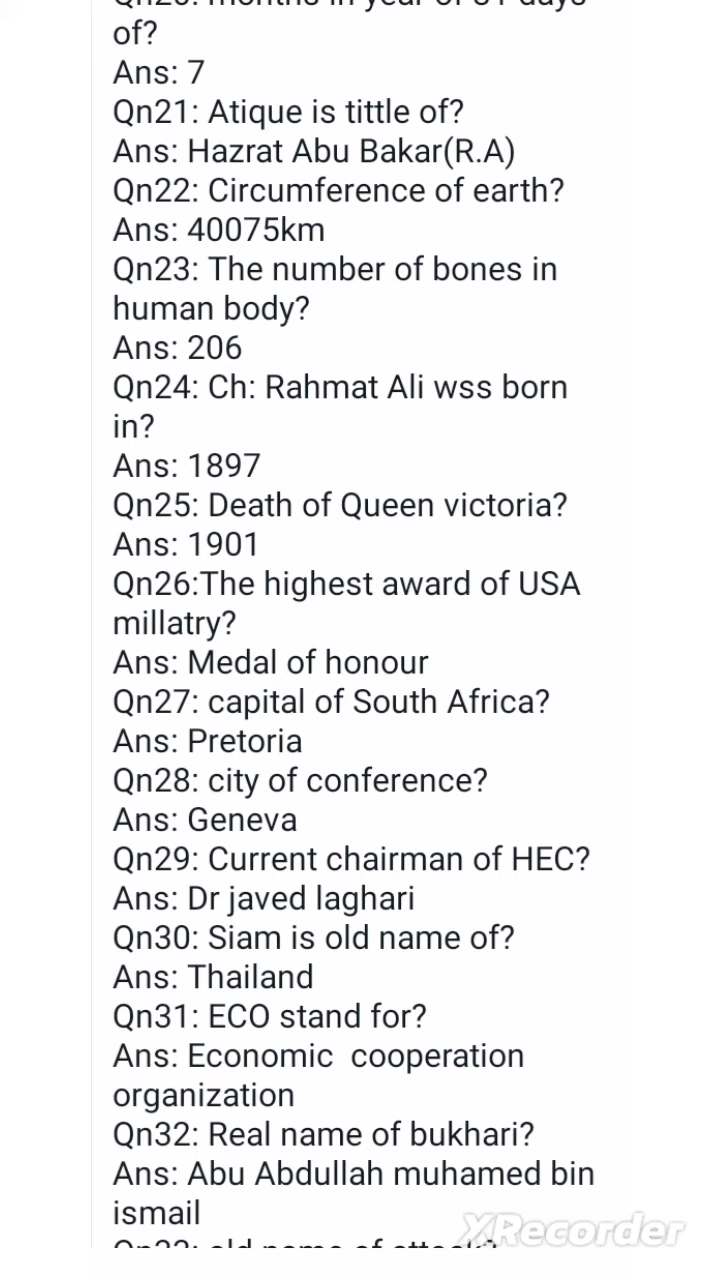 of?
Ans: 7
Qn21: Atique is tittle of?
Ans: Hazrat Abu Bakar(R.A)
Qn22: Circumference of earth?
Ans: 40075km
Qn23: The number of bones in
human body?
Ans: 206
Qn24: Ch: Rahmat Ali wss born
in?
Ans: 1897
Qn25: Death of Queen victoria?
Ans: 1901
Qn26:The highest award of USA
millatry?
Ans: Medal of honour
Qn27: capital of South Africa?
Ans: Pretoria
Qn28: city of conference?
Ans: Geneva
Qn29: Current chairman of HEC?
Ans: Dr javed laghari
Qn30: Siam is old name of?
Ans: Thailand
Qn31: ECO stand for?
Ans: Economic  cooperation
organization
Qn32: Real name of bukhari?
Ans: Abu Abdullah muhamed bin
ismail
XRecorder